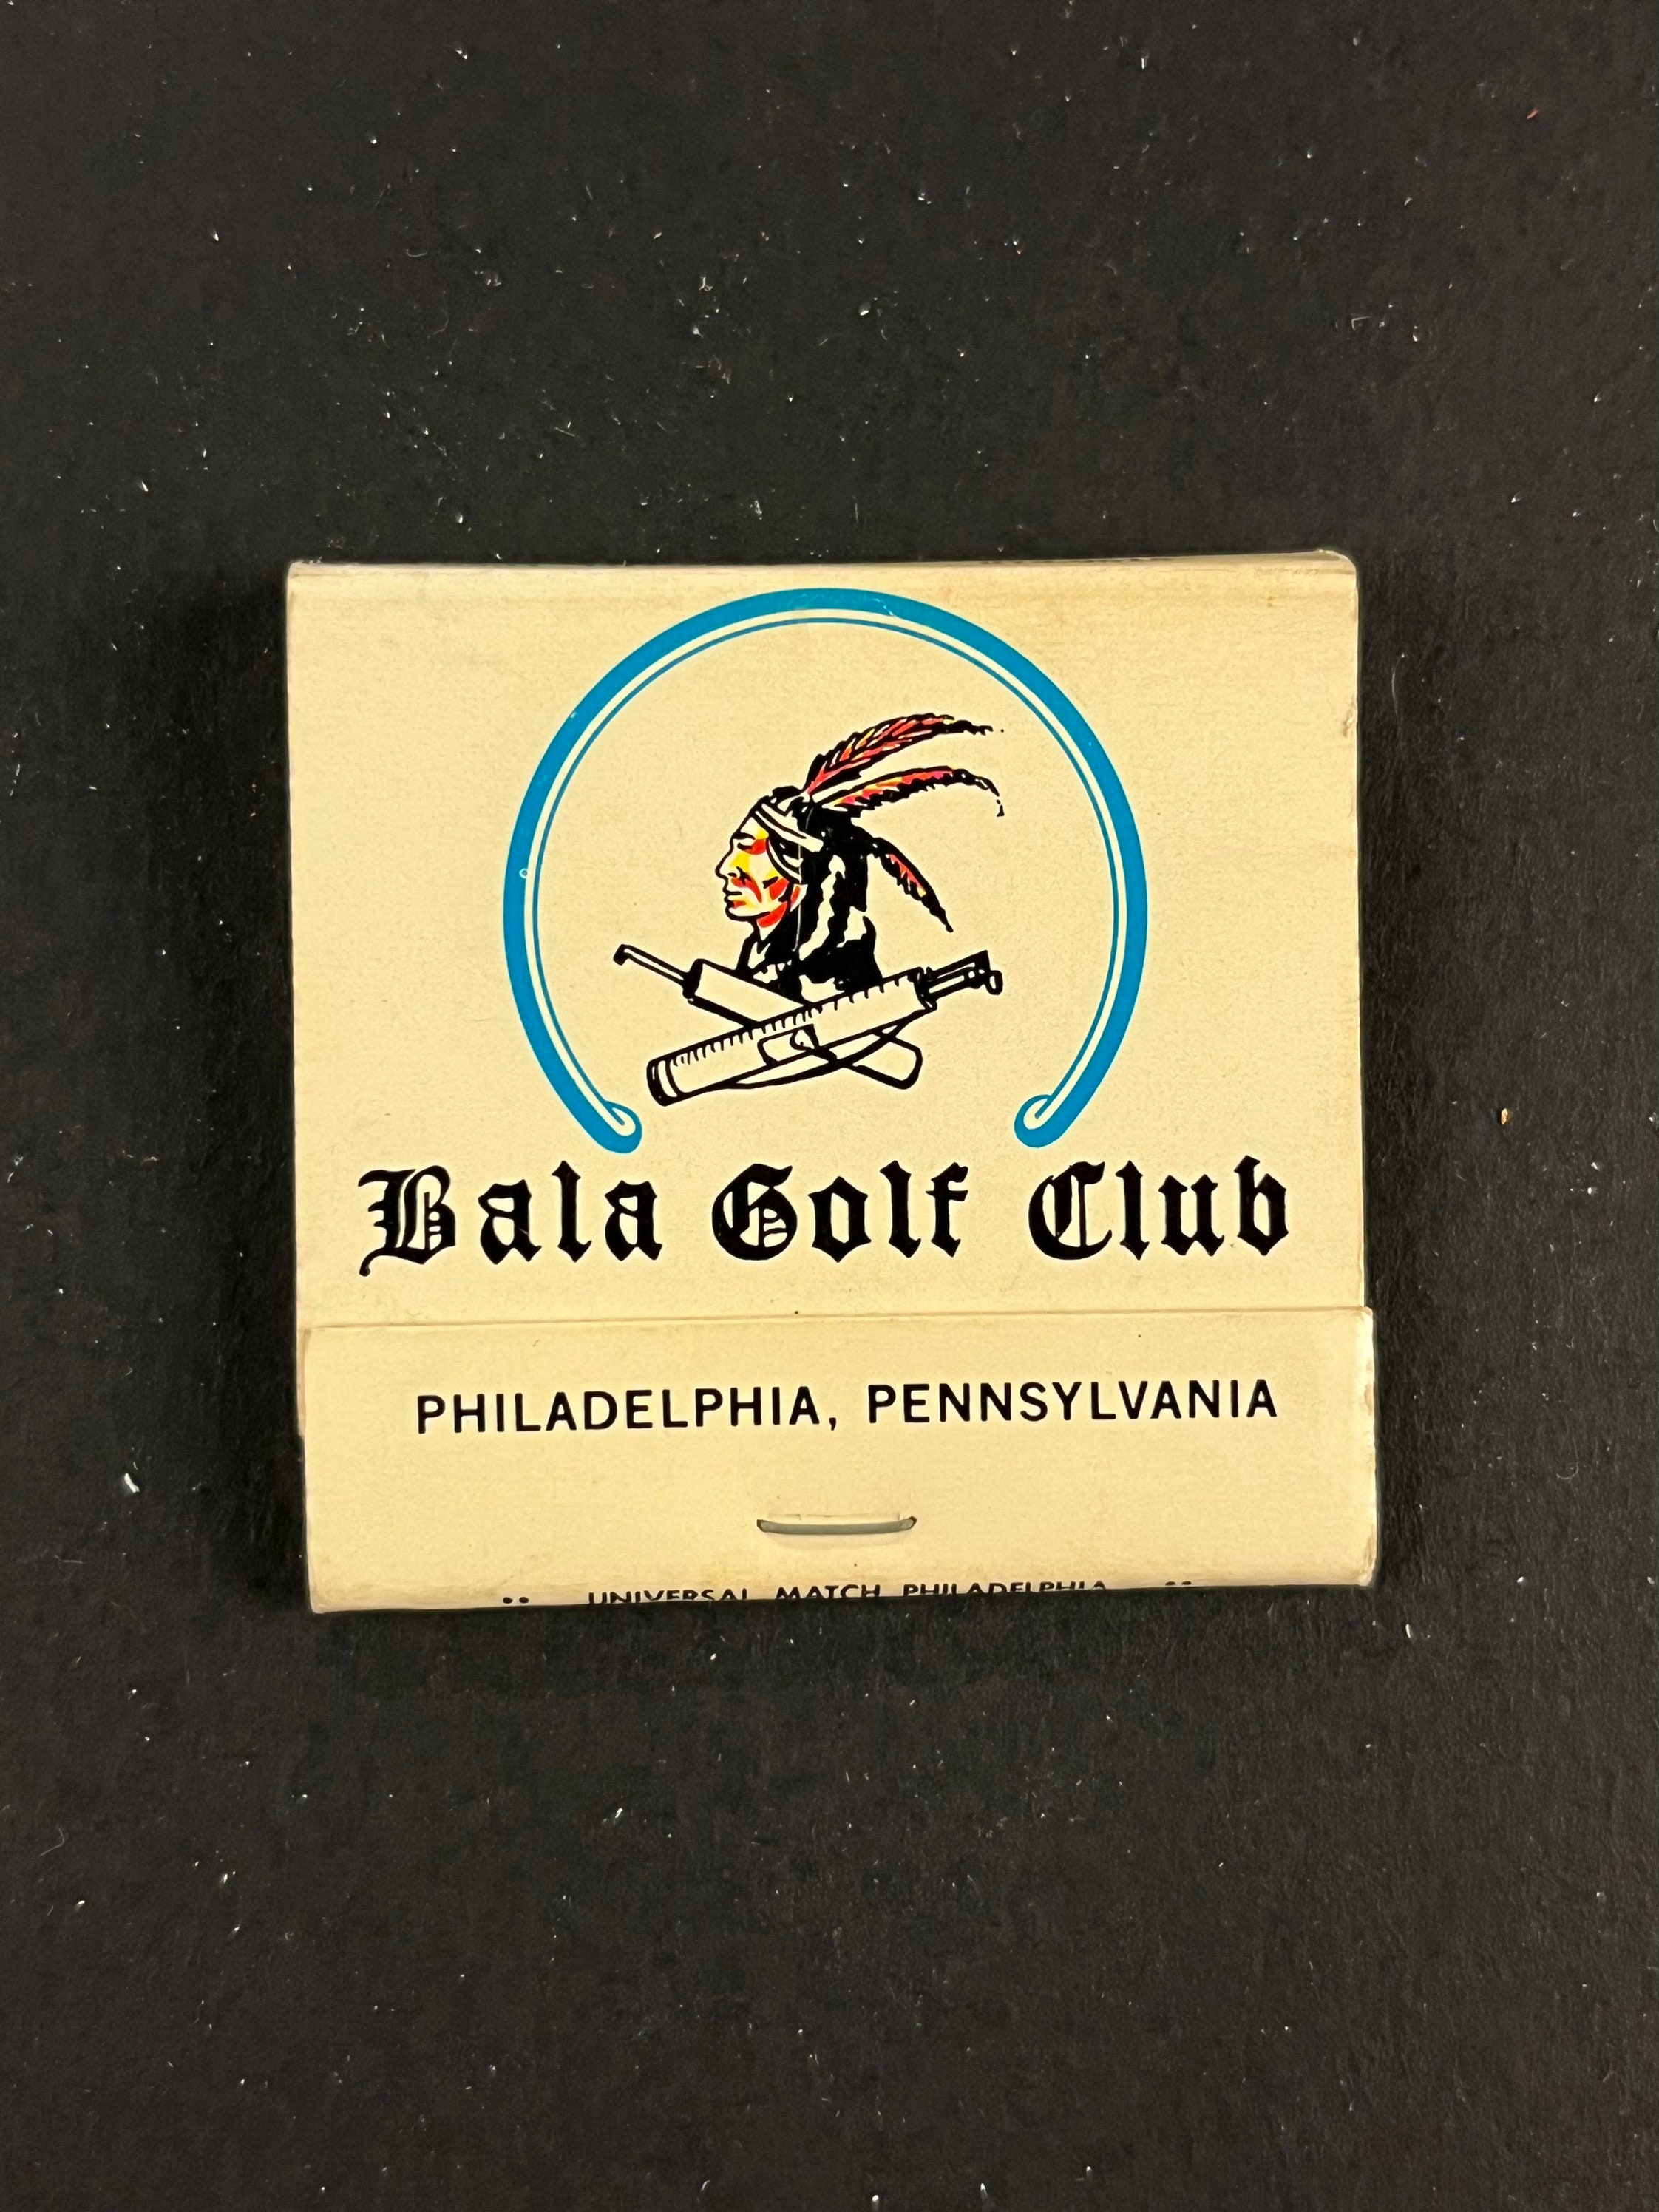 Bala Golf Club
PHILADELPHIA, PENNSYLVANIA
UNIVERSAL MATCH PHILADELPHIA